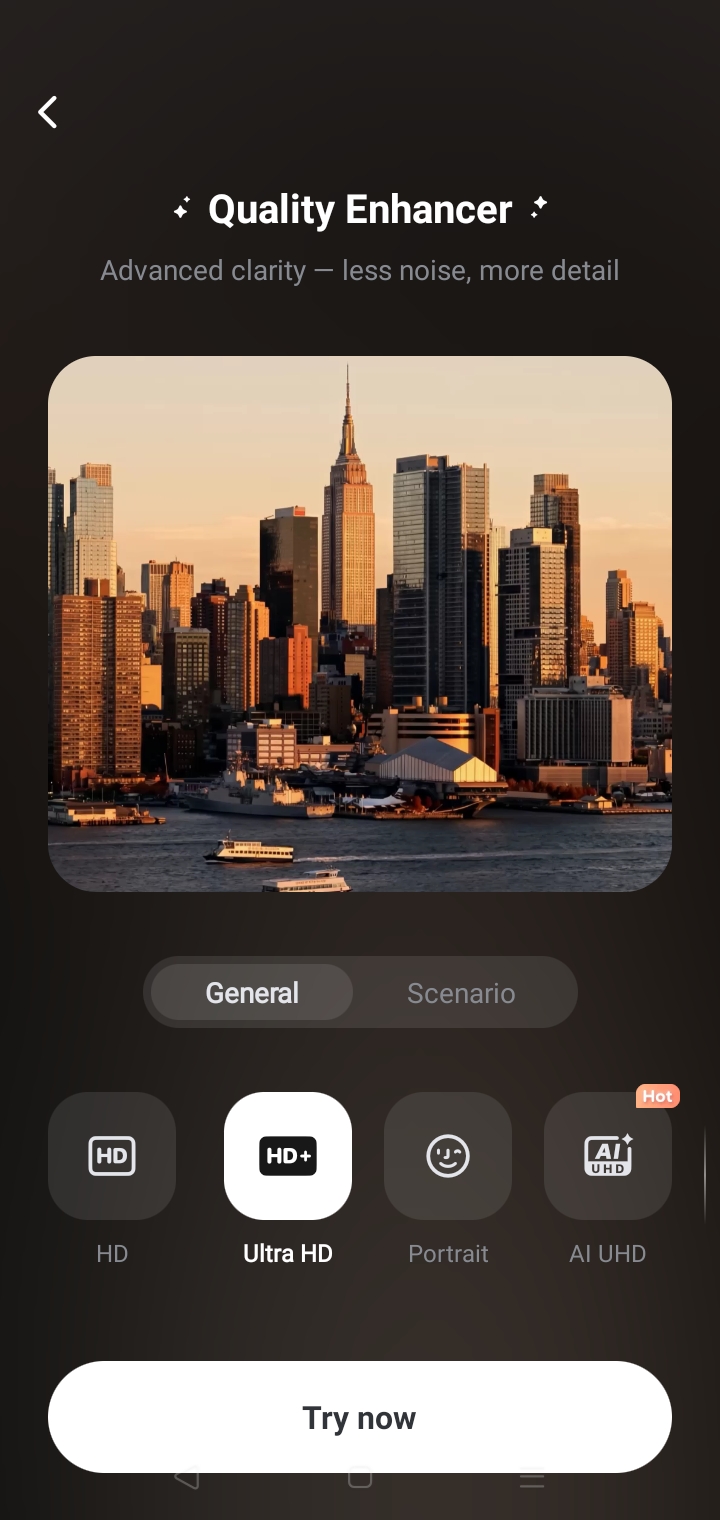 Quality Enhancer
Advanced clarity — less noise, more detail
General
Scenario
Hot
HD
HD+
AI
UHD
HD
Ultra HD
Portrait
AI UHD
Try now